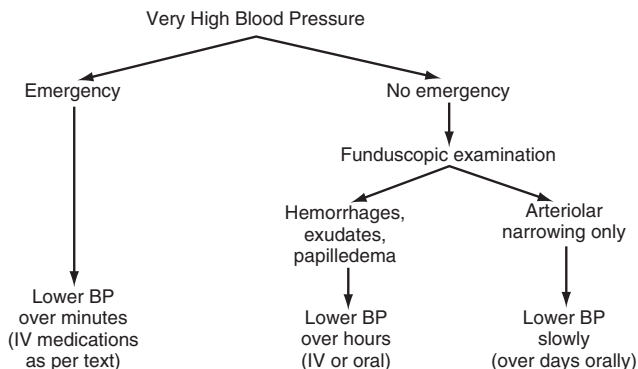 Very High Blood Pressure
Emergency
No emergency
Funduscopic examination
Hemorrhages,
exudates,
papilledema
Arteriolar
narrowing only
Lower BP
over minutes
(IV medications
as per text)
Lower BP
over hours
(IV or oral)
Lower BP
slowly
(over days orally)